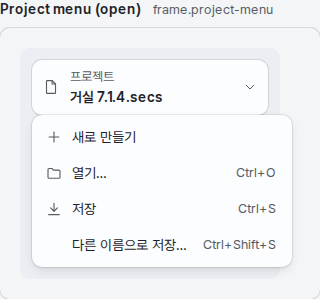 Project menu (open) frame.project-menu
프로젝트
거실 7.1.4.secs
새로 만들기
열기... Ctrl+O
저장 Ctrl+S
다른 이름으로 저장... Ctrl+Shift+S